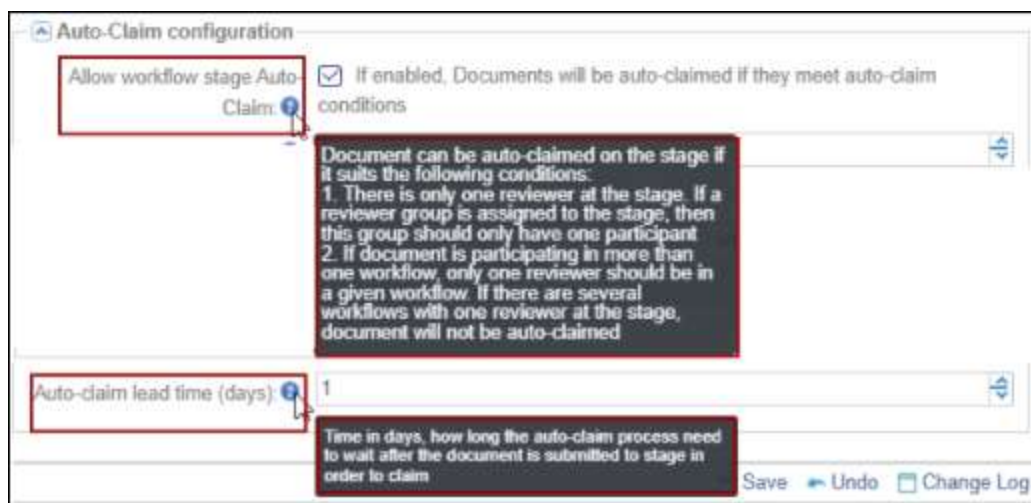 Auto-Claim configuration
Allow workflow stage Auto-
Claim:
If enabled, Documents will be auto-claimed if they meet auto-claim
conditions
Document can be auto-claimed on the stage if
it suits the following conditions:
1. There is only one reviewer at the stage. If a
reviewer group is assigned to the stage, then
this group should only have one participant
2. If document is participating in more than
one workflow, only one reviewer should be in
a given workflow. If there are several
workflows with one reviewer at the stage,
document will not be auto-claimed
Auto-claim lead time (days):
1
Time in days, how long the auto-claim process need
to wait after the document is submitted to stage in
order to claim
Save Undo Change Log